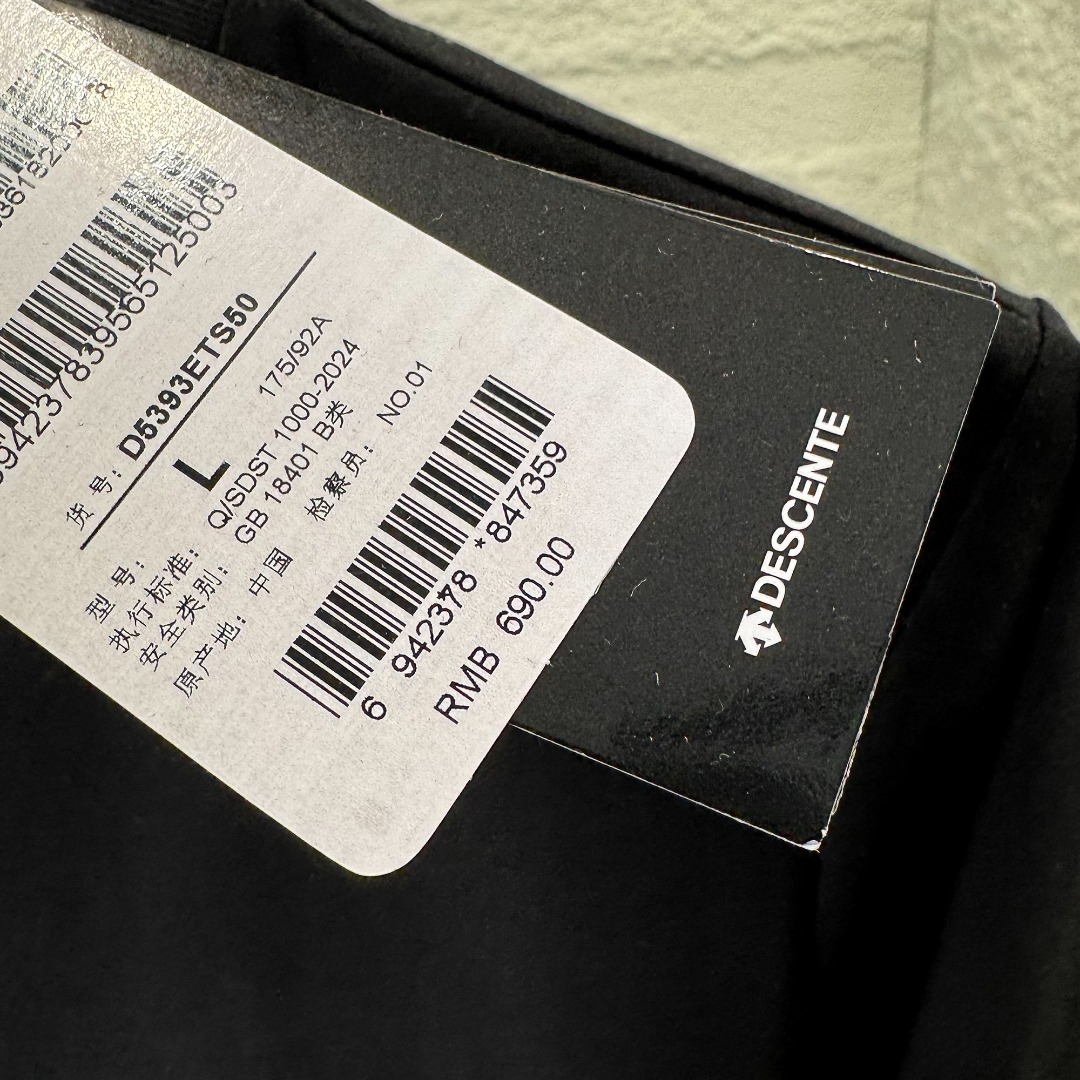 货号: D5393ETS50
型号: L 175/92A
执行标准: Q/SDST 1000-2024
安全类别: GB 18401 B类
原产地: 中国 检察员: NO.01
6 942378 *847359
RMB 690.00
DESCENTE